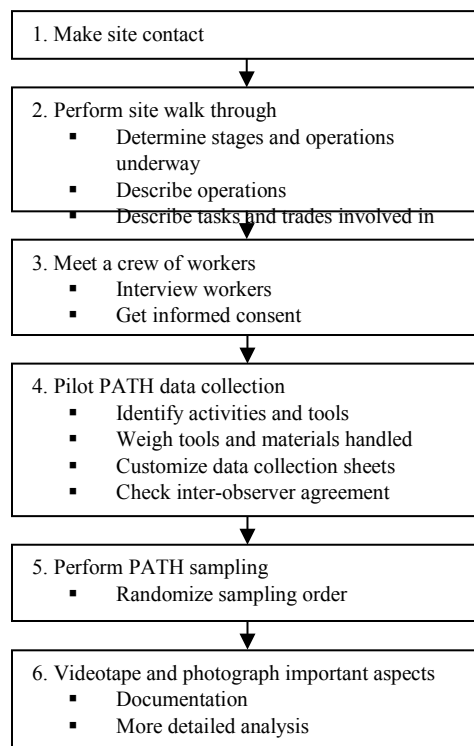 1. Make site contact
2. Perform site walk through
▪ Determine stages and operations
underway
▪ Describe operations
▪ Describe tasks and trades involved in
3. Meet a crew of workers
▪ Interview workers
▪ Get informed consent
4. Pilot PATH data collection
▪ Identify activities and tools
▪ Weigh tools and materials handled
▪ Customize data collection sheets
▪ Check inter-observer agreement
5. Perform PATH sampling
▪ Randomize sampling order
6. Videotape and photograph important aspects
▪ Documentation
▪ More detailed analysis